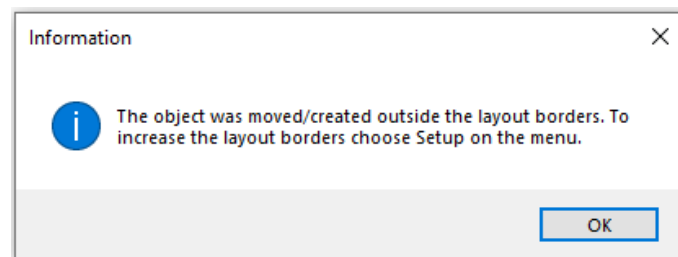 Information
The object was moved/created outside the layout borders. To
increase the layout borders choose Setup on the menu.
OK